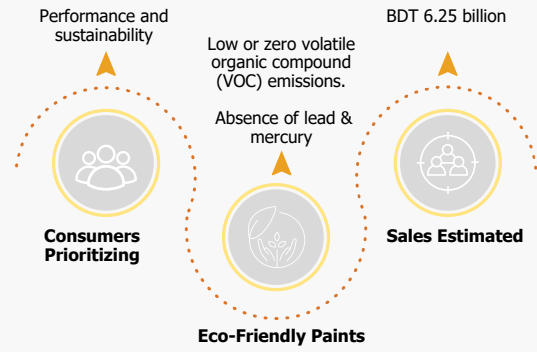 Performance and
sustainability
Consumers
Prioritizing
Low or zero volatile
organic compound
(VOC) emissions.
Absence of lead &
mercury
Eco-Friendly Paints
BDT 6.25 billion
Sales Estimated